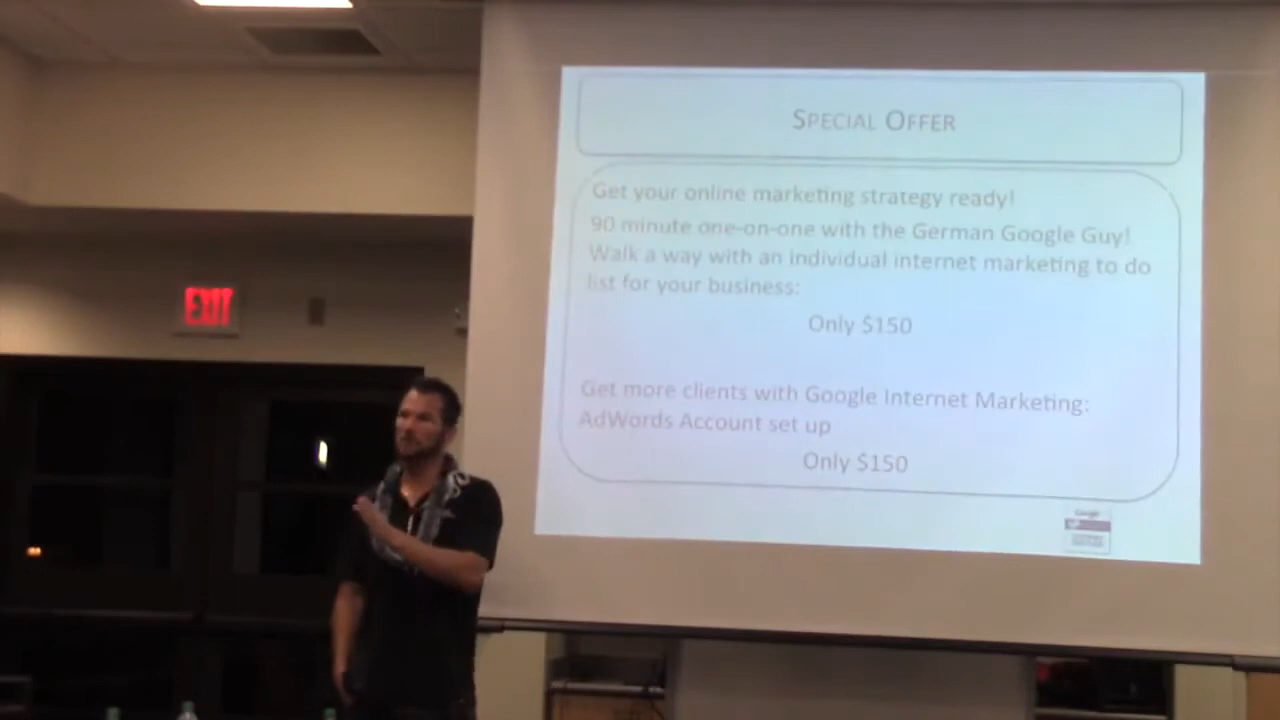 SPECIAL OFFER
Get your online marketing strategy ready!
90 minute one-on-one with the German Google Guy!
Walk a way with an individual internet marketing to do
list for your business:
Only $150
Get more clients with Google Internet Marketing:
AdWords Account set up
Only $150
EXIT
Google